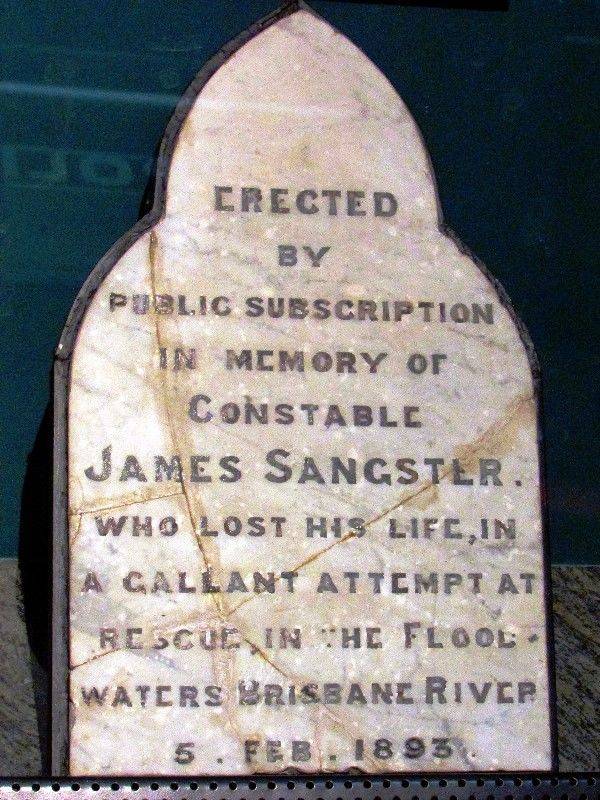 ERECTED
BY
PUBLIC SUBSCRIPTION
IN MEMORY OF
CONSTABLE
JAMES SANGSTER.
WHO LOST HIS LIFE, IN
A GALLANT ATTEMPT AT
RESCUE, IN THE FLOOD-
WATERS BRISBANE RIVER
5. FEB. 1893.